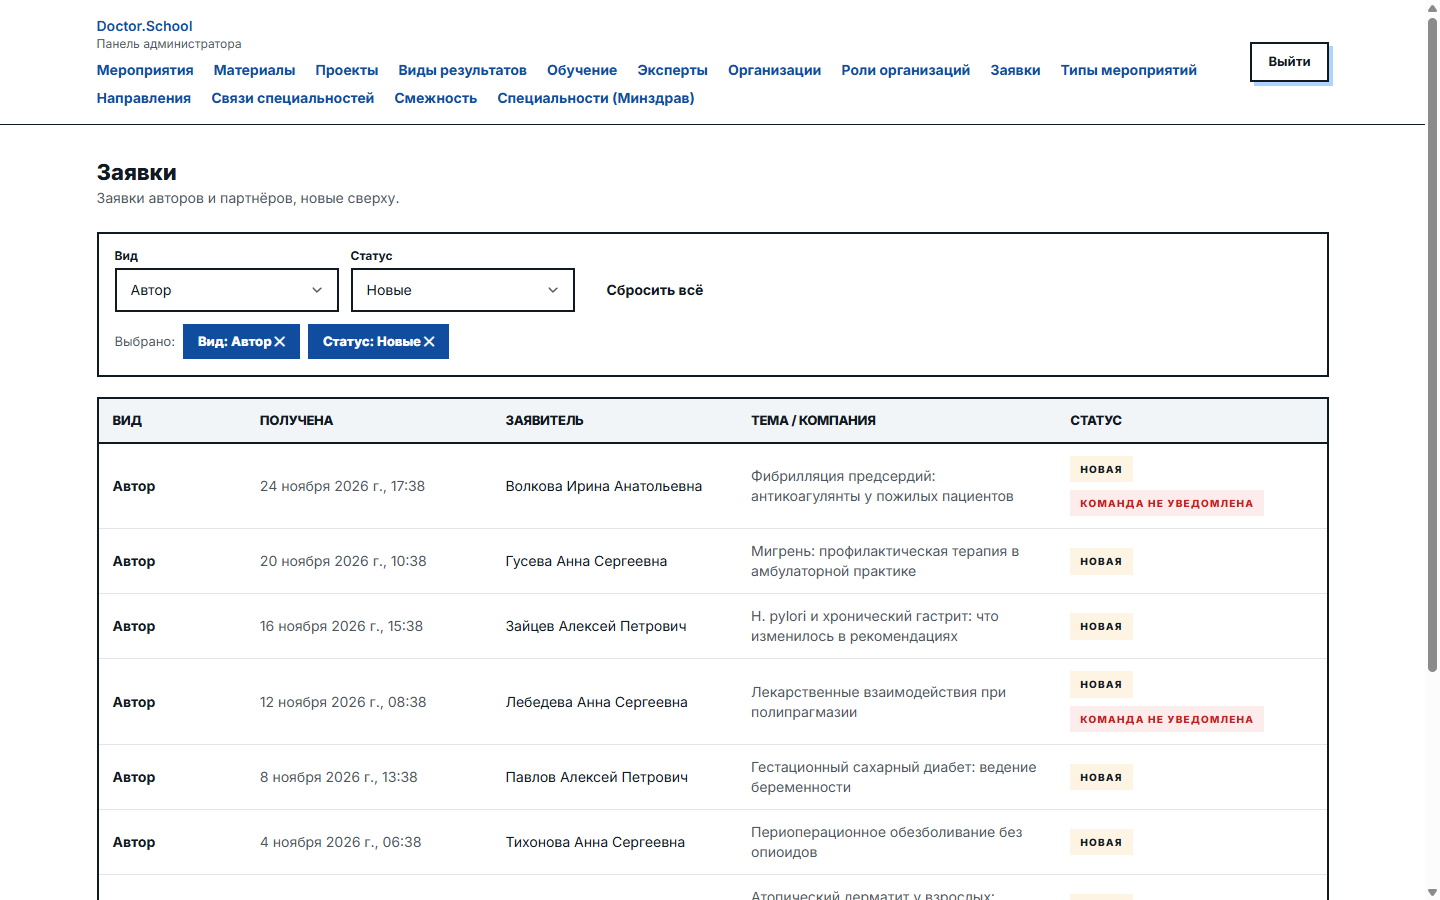 Doctor.School
Панель администратора
Мероприятия Материалы Проекты Виды результатов Обучение Эксперты Организации Роли организаций Заявки Типы мероприятий
Направления Связи специальностей Смежность Специальности (Минздрав)
Выйти
Заявки
Заявки авторов и партнёров, новые сверху.
Вид Статус
Автор Новые Сбросить всё
Выбрано: Вид: Автор Статус: Новые
ВИД ПОЛУЧЕНА ЗАЯВИТЕЛЬ ТЕМА / КОМПАНИЯ СТАТУС
Автор 24 ноября 2026 г., 17:38 Волкова Ирина Анатольевна Фибрилляция предсердий:
антикоагулянты у пожилых пациентов
НОВАЯ
КОМАНДА НЕ УВЕДОМЛЕНА
Автор 20 ноября 2026 г., 10:38 Гусева Анна Сергеевна Мигрень: профилактическая терапия в
амбулаторной практике
НОВАЯ
Автор 16 ноября 2026 г., 15:38 Зайцев Алексей Петрович H. pylori и хронический гастрит: что
изменилось в рекомендациях
НОВАЯ
Автор 12 ноября 2026 г., 08:38 Лебедева Анна Сергеевна Лекарственные взаимодействия при
полипрагмазии
НОВАЯ
КОМАНДА НЕ УВЕДОМЛЕНА
Автор 8 ноября 2026 г., 13:38 Павлов Алексей Петрович Гестационный сахарный диабет: ведение
беременности
НОВАЯ
Автор 4 ноября 2026 г., 06:38 Тихонова Анна Сергеевна Периоперационное обезболивание без
опиоидов
НОВАЯ
Атопический дерматит у взрослых: